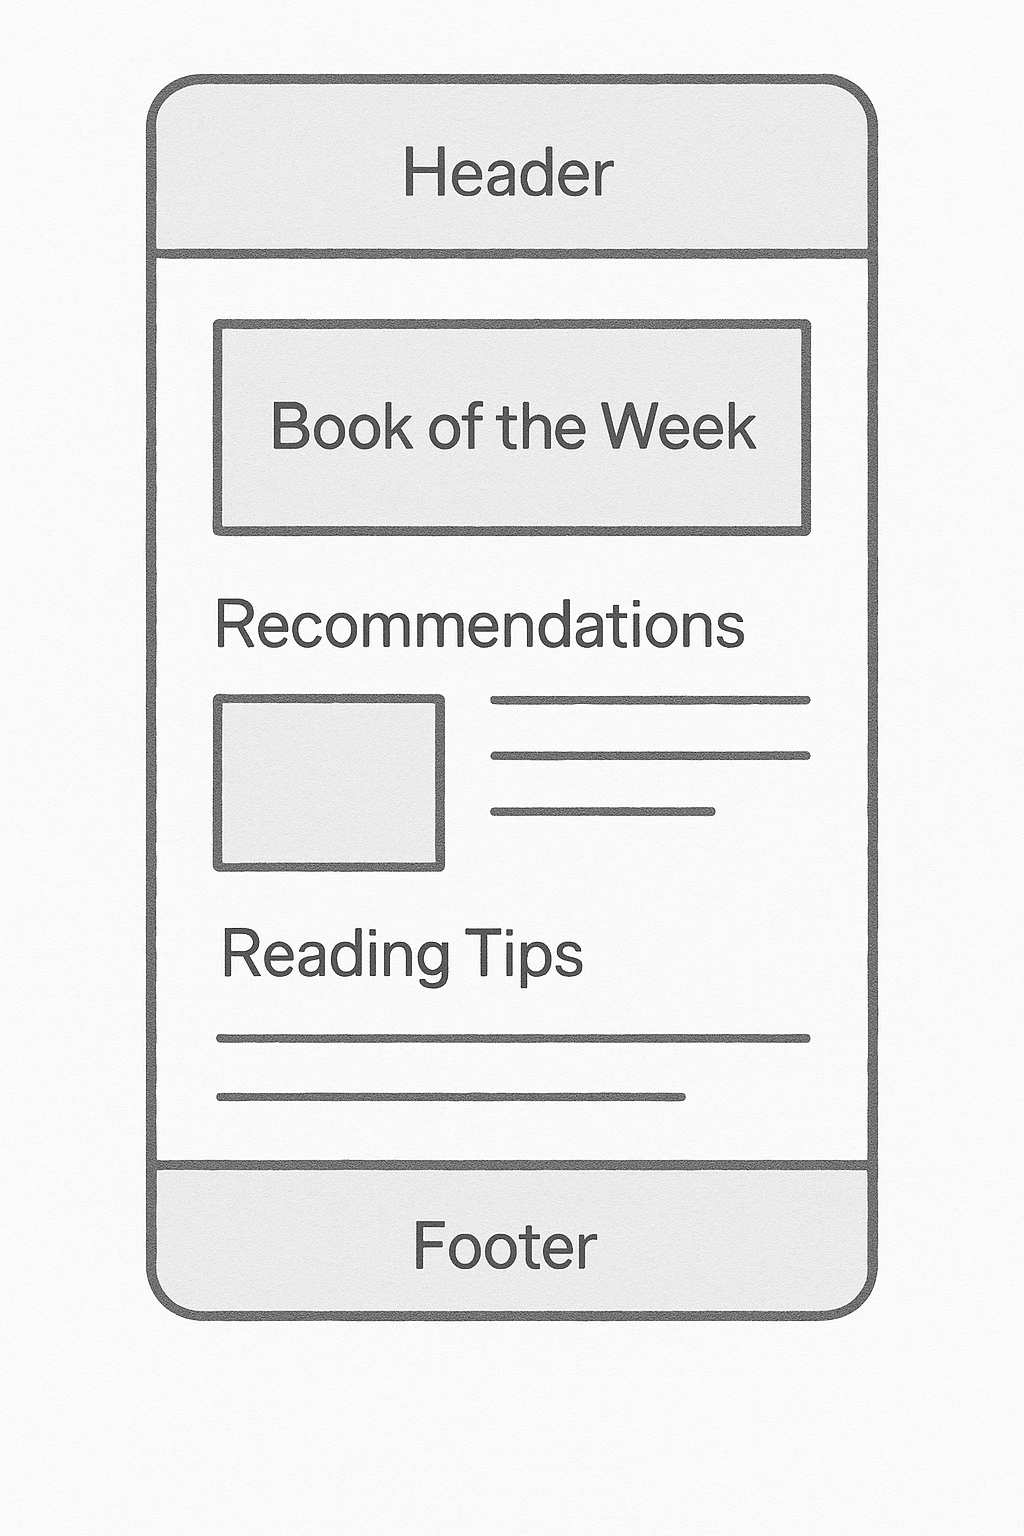 Header
Book of the Week
Recommendations
Reading Tips
Footer